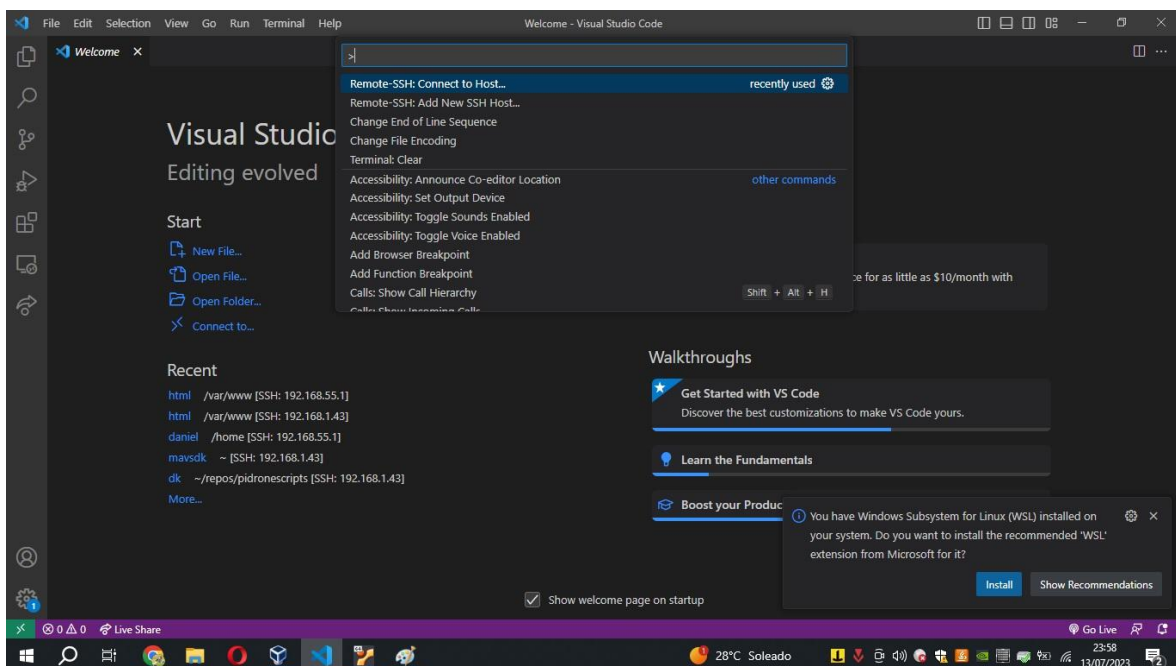 File Edit Selection View Go Run Terminal Help
Welcome - Visual Studio Code
Welcome
>
Remote-SSH: Connect to Host... recently used
Remote-SSH: Add New SSH Host...
Change End of Line Sequence
Change File Encoding
Terminal: Clear
Accessibility: Announce Co-editor Location other commands
Accessibility: Set Output Device
Accessibility: Toggle Sounds Enabled
Accessibility: Toggle Voice Enabled
Add Browser Breakpoint
Add Function Breakpoint
Calls: Show Call Hierarchy Shift + Alt + H
Calls: Show Incoming Calls
Visual Studio
Editing evolved
Start
New File...
Open File...
Open Folder...
Connect to...
ce for as little as $10/month with
Recent
html /var/www [SSH: 192.168.55.1]
html /var/www [SSH: 192.168.1.43]
daniel /home [SSH: 192.168.55.1]
mavsdk ~ [SSH: 192.168.1.43]
dk ~/repos/pidronescripts [SSH: 192.168.1.43]
More...
Walkthroughs
Get Started with VS Code
Discover the best customizations to make VS Code yours.
Learn the Fundamentals
Boost your Produc
You have Windows Subsystem for Linux (WSL) installed on
your system. Do you want to install the recommended 'WSL'
extension from Microsoft for it?
Install Show Recommendations
Show welcome page on startup
1
0 0 0 Live Share
Go Live
28°C Soleado
23:58
13/07/2023